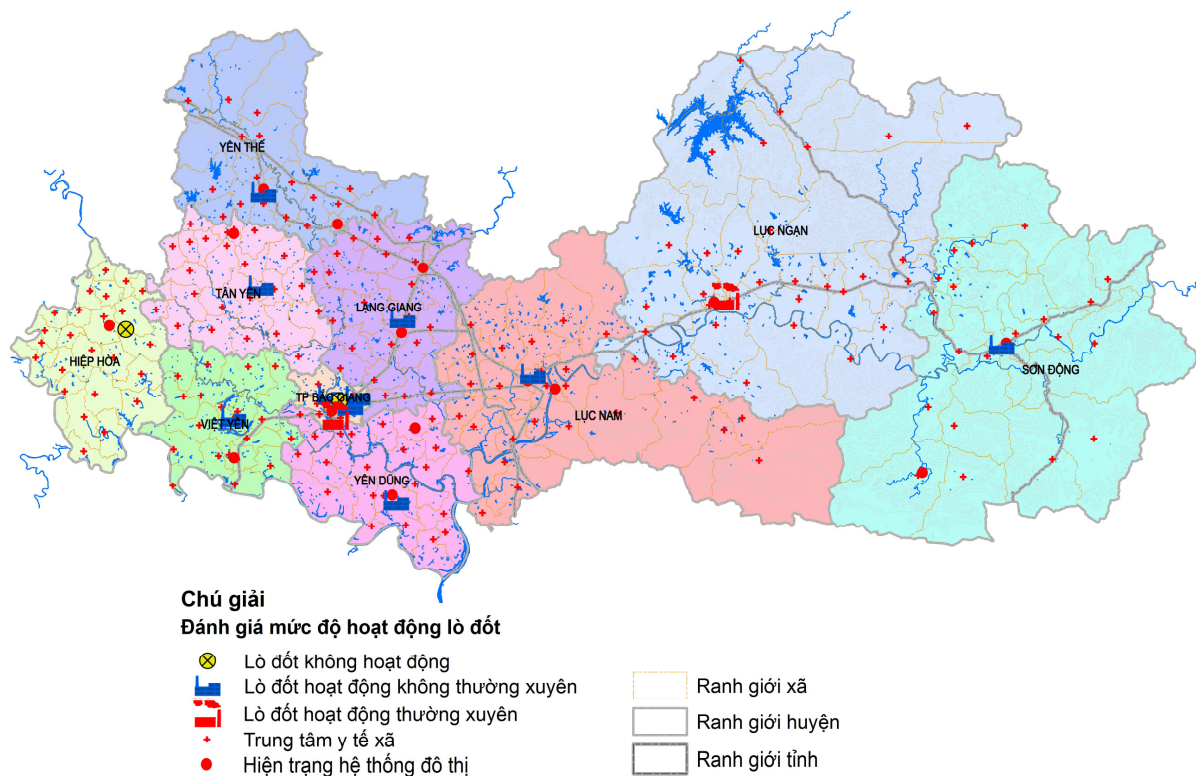 YÊN THẾ
LỤC NGẠN
TÂN YÊN
LẠNG GIANG
HIỆP HÒA
SƠN ĐỘNG
TP BẮC GIANG
VIỆT YÊN
LỤC NAM
YÊN DŨNG
Chú giải
Đánh giá mức độ hoạt động lò đốt
Lò đốt không hoạt động
Lò đốt hoạt động không thường xuyên
Lò đốt hoạt động thường xuyên
Trung tâm y tế xã
Hiện trạng hệ thống đô thị
Ranh giới xã
Ranh giới huyện
Ranh giới tỉnh